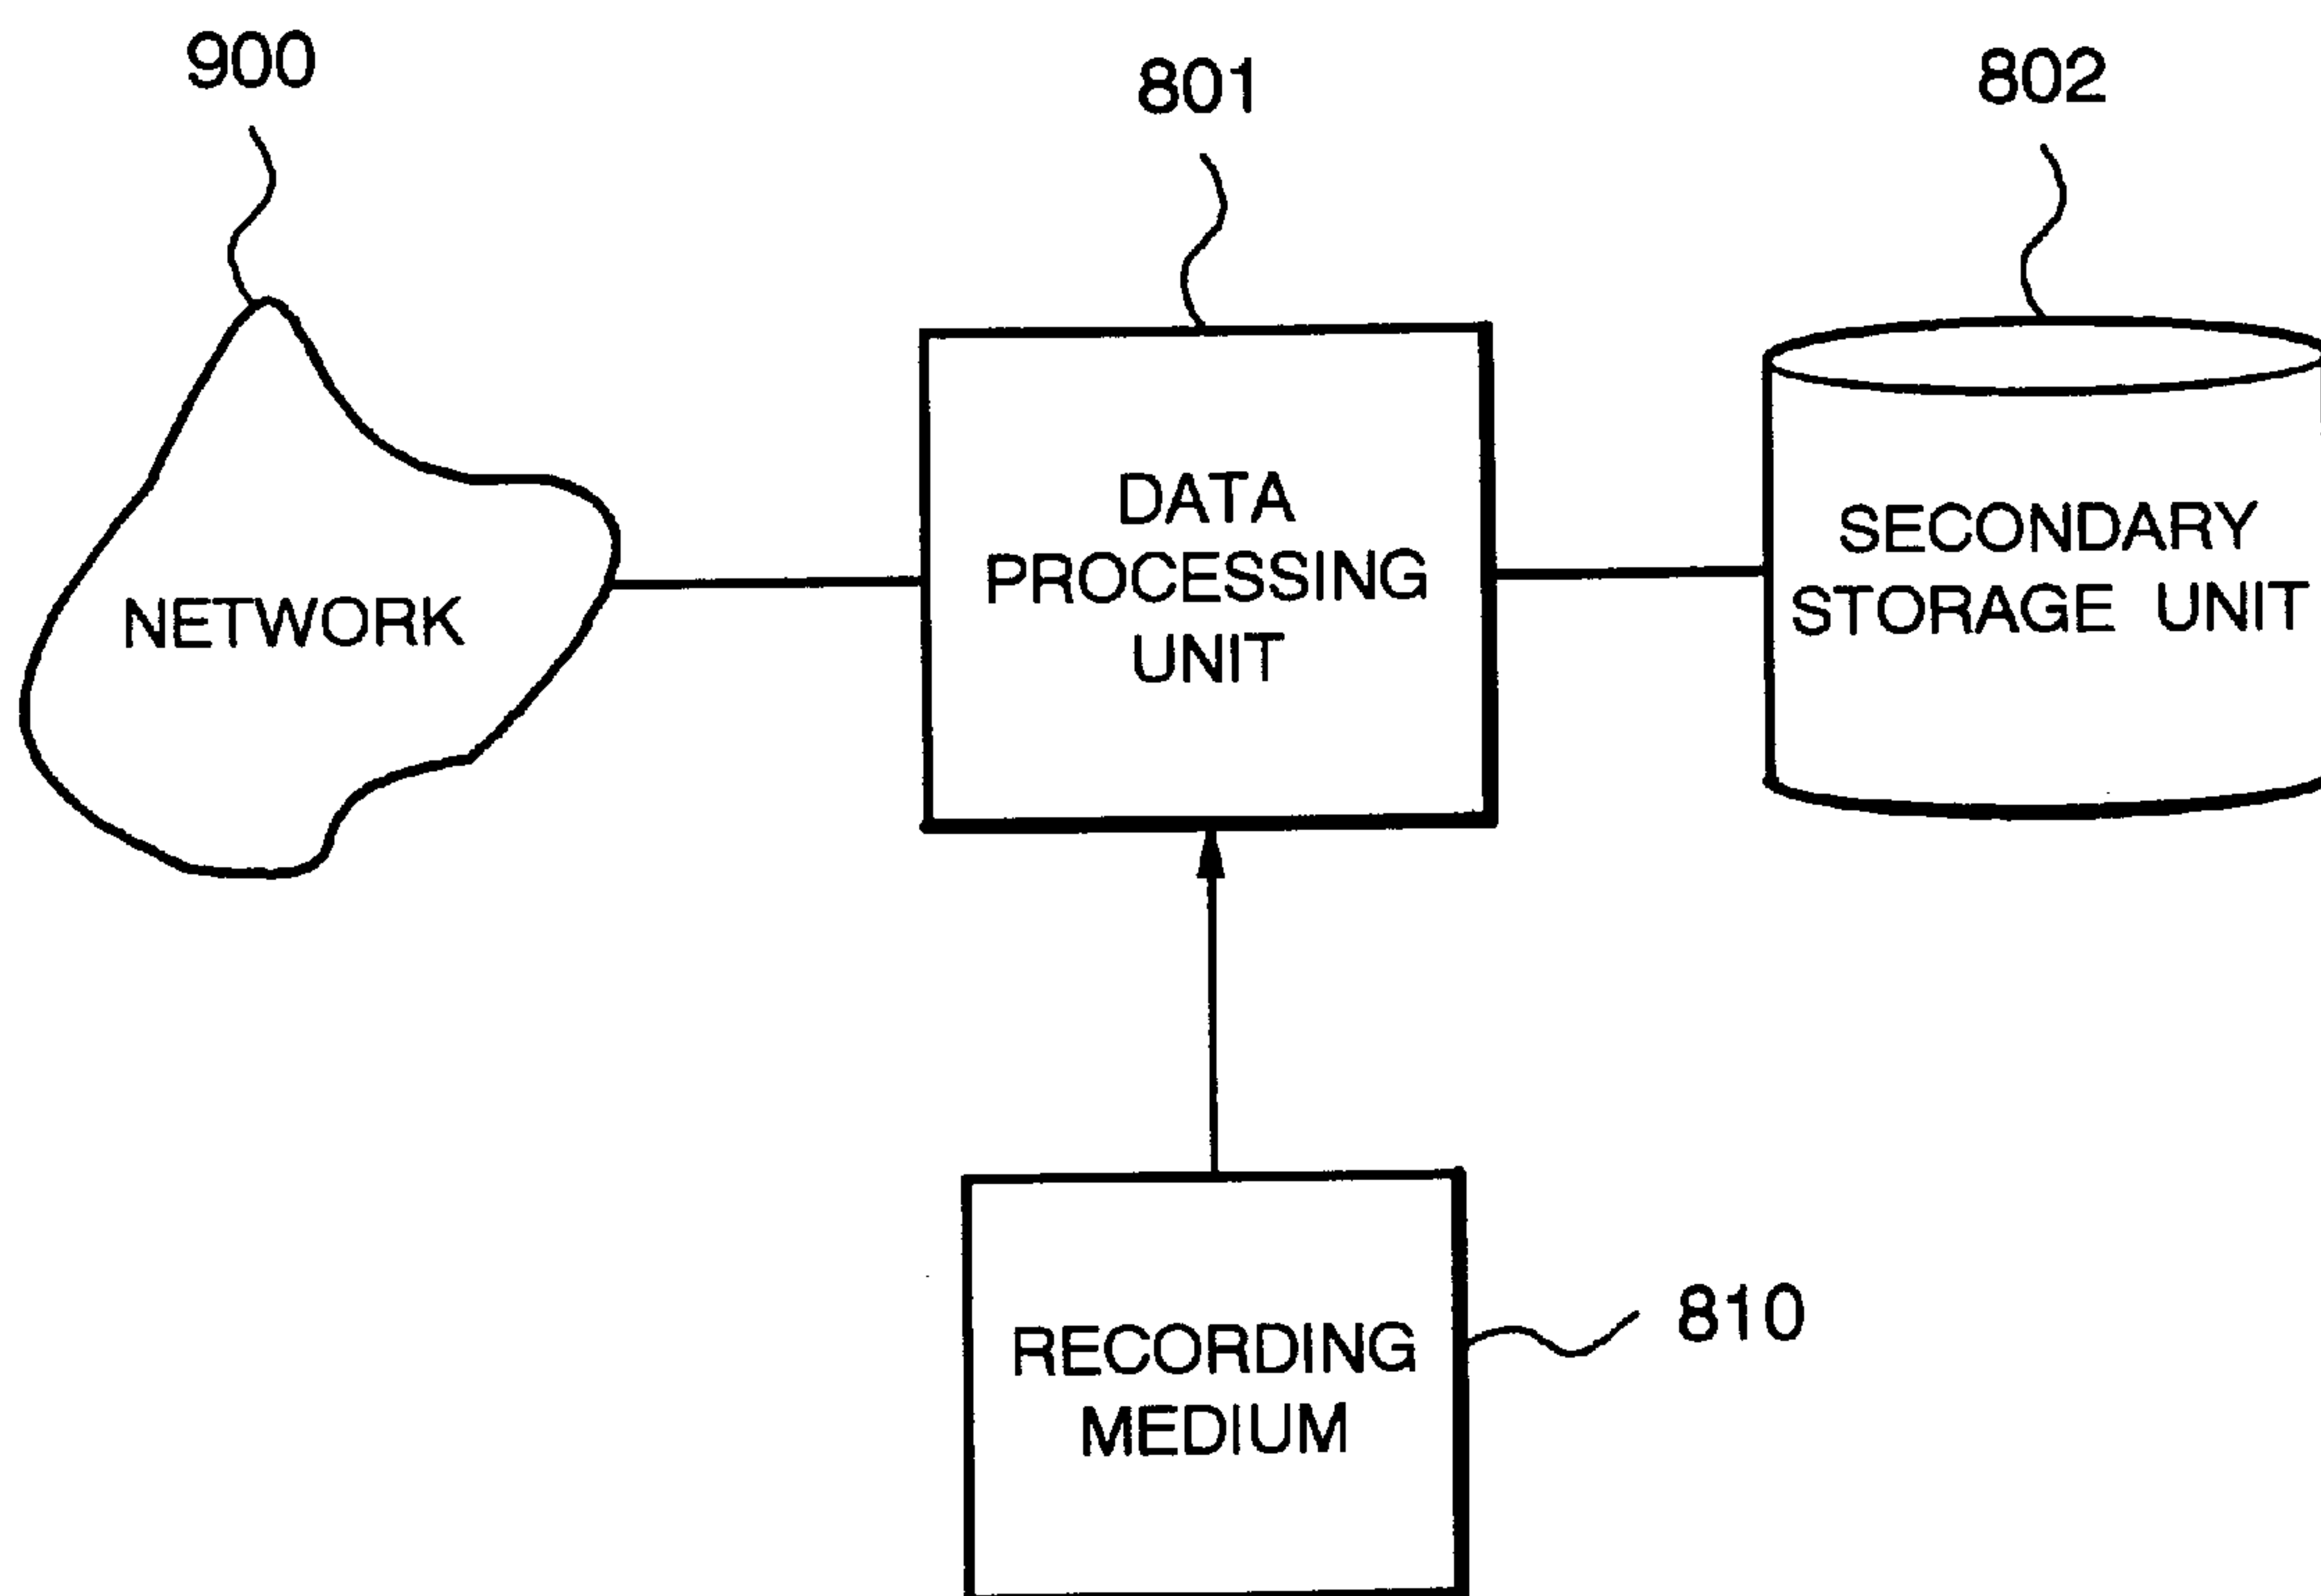 900
801
802
NETWORK
DATA
PROCESSING
UNIT
SECONDARY
STORAGE UNIT
RECORDING
MEDIUM
810